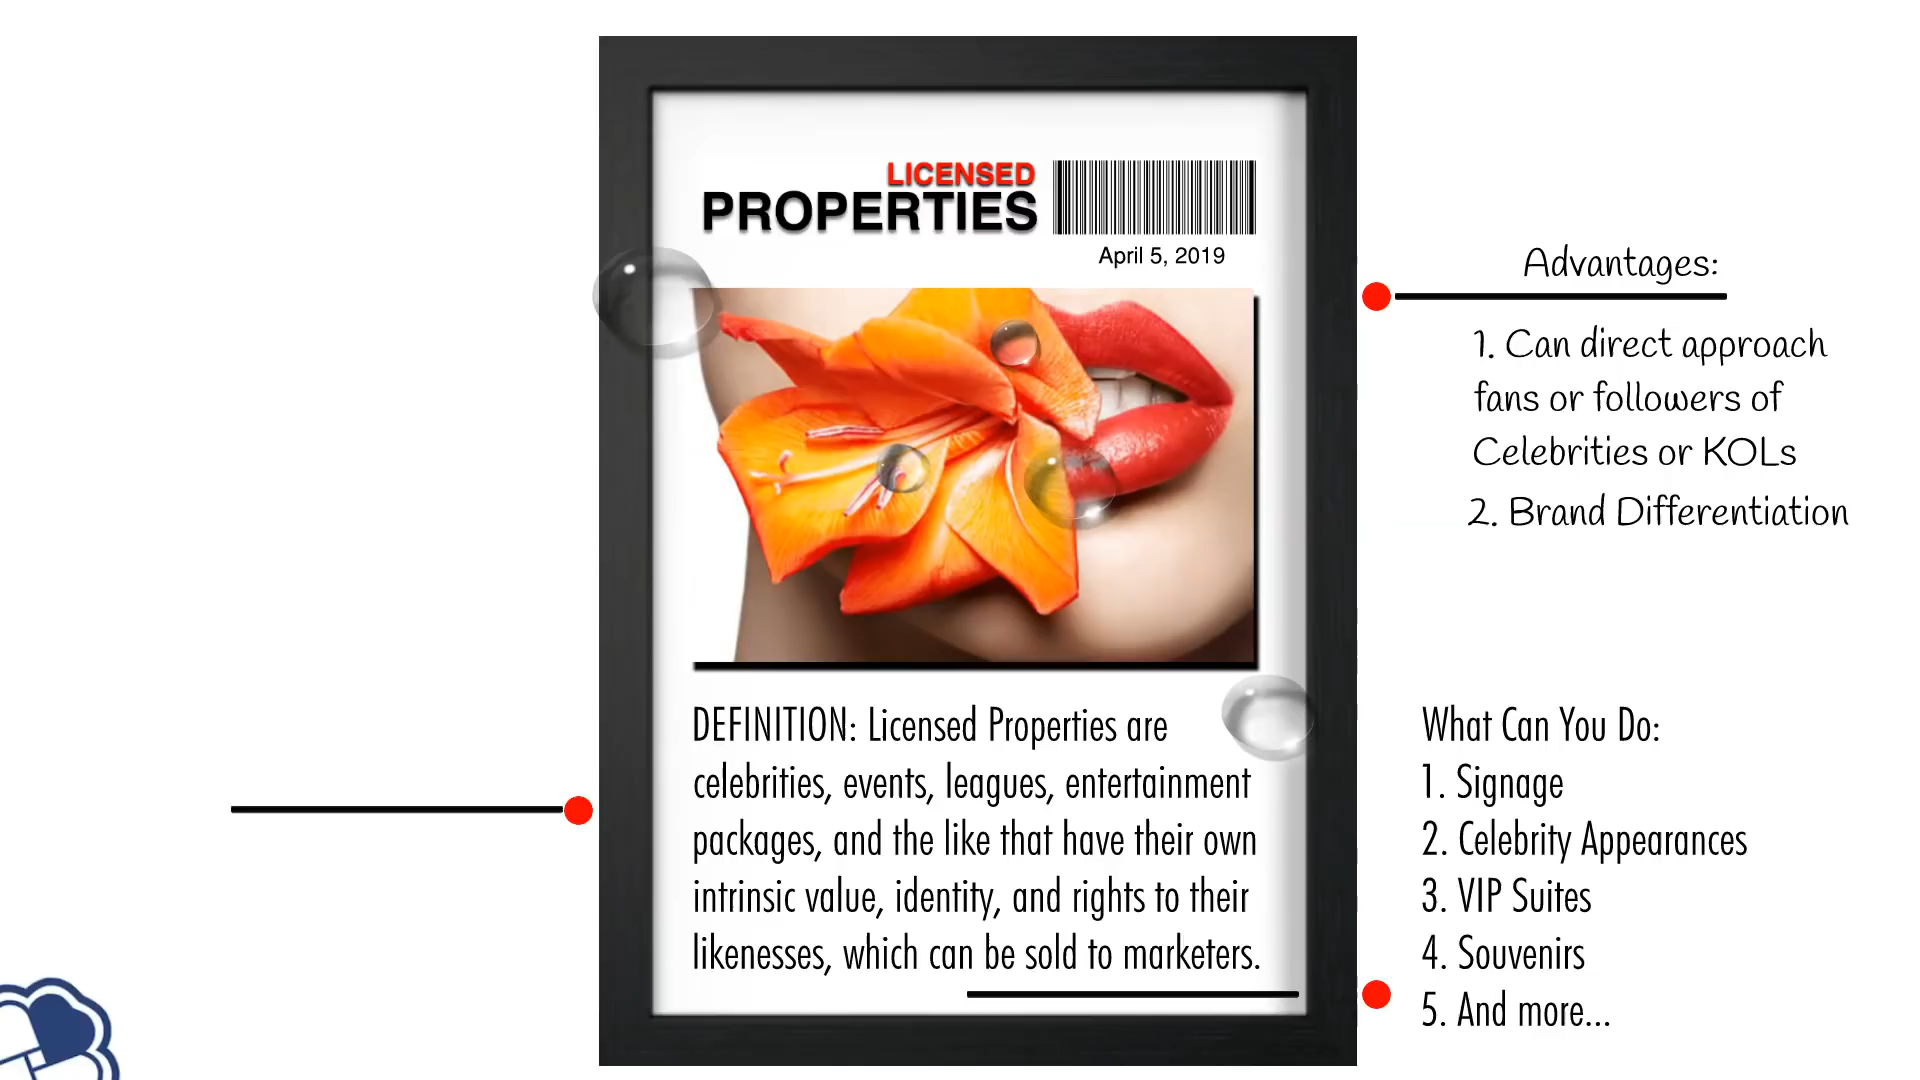 LICENSED
PROPERTIES
April 5, 2019
DEFINITION: Licensed Properties are
celebrities, events, leagues, entertainment
packages, and the like that have their own
intrinsic value, identity, and rights to their
likenesses, which can be sold to marketers.
Advantages:
1. Can direct approach
fans or followers of
Celebrities or KOLs
2. Brand Differentiation
What Can You Do:
1. Signage
2. Celebrity Appearances
3. VIP Suites
4. Souvenirs
5. And more...